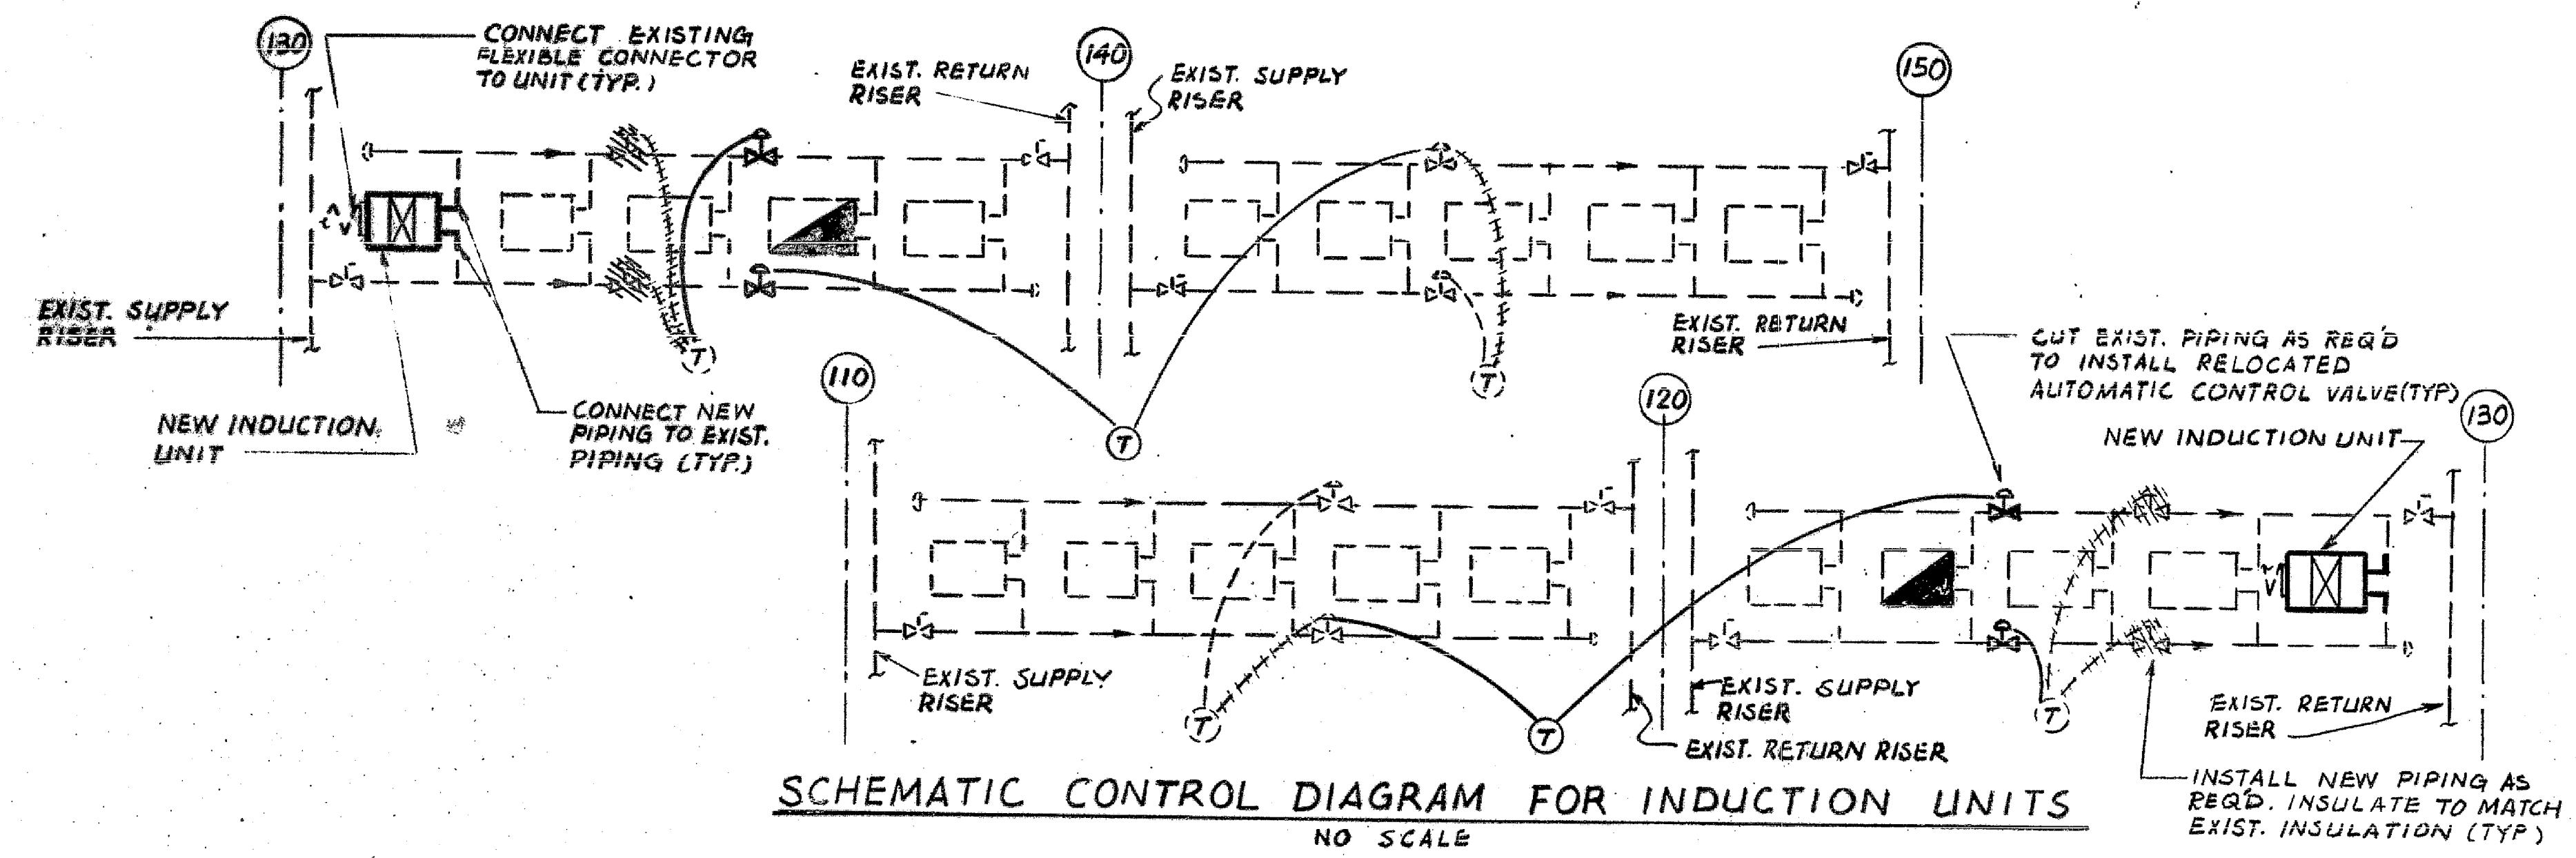 130
CONNECT EXISTING
FLEXIBLE CONNECTOR
TO UNIT (TYP.)
EXIST. RETURN
RISER
140
EXIST. SUPPLY
RISER
150
EXIST. SUPPLY
RISER
T
T
EXIST. RETURN
RISER
NEW INDUCTION
UNIT
CONNECT NEW
PIPING TO EXIST.
PIPING (TYP.)
T
CUT EXIST. PIPING AS REQ'D
TO INSTALL RELOCATED
AUTOMATIC CONTROL VALVE (TYP)
110
120
130
NEW INDUCTION UNIT
EXIST. SUPPLY
RISER
T
T
EXIST. SUPPLY
RISER
EXIST. RETURN RISER
T
EXIST. RETURN
RISER
INSTALL NEW PIPING AS
REQ'D. INSULATE TO MATCH
EXIST. INSULATION (TYP)
SCHEMATIC CONTROL DIAGRAM FOR INDUCTION UNITS
NO SCALE